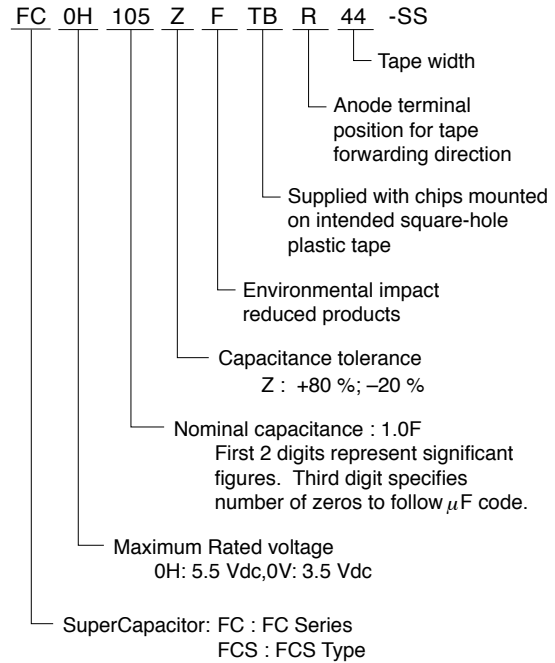 FC 0H 105 Z F TB R 44 -SS
Tape width
Anode terminal
position for tape
forwarding direction
Supplied with chips mounted
on intended square-hole
plastic tape
Environmental impact
reduced products
Capacitance tolerance
Z : +80 %; –20 %
Nominal capacitance : 1.0F
First 2 digits represent significant
figures. Third digit specifies
number of zeros to follow μF code.
Maximum Rated voltage
0H: 5.5 Vdc,0V: 3.5 Vdc
SuperCapacitor: FC : FC Series
FCS : FCS Type